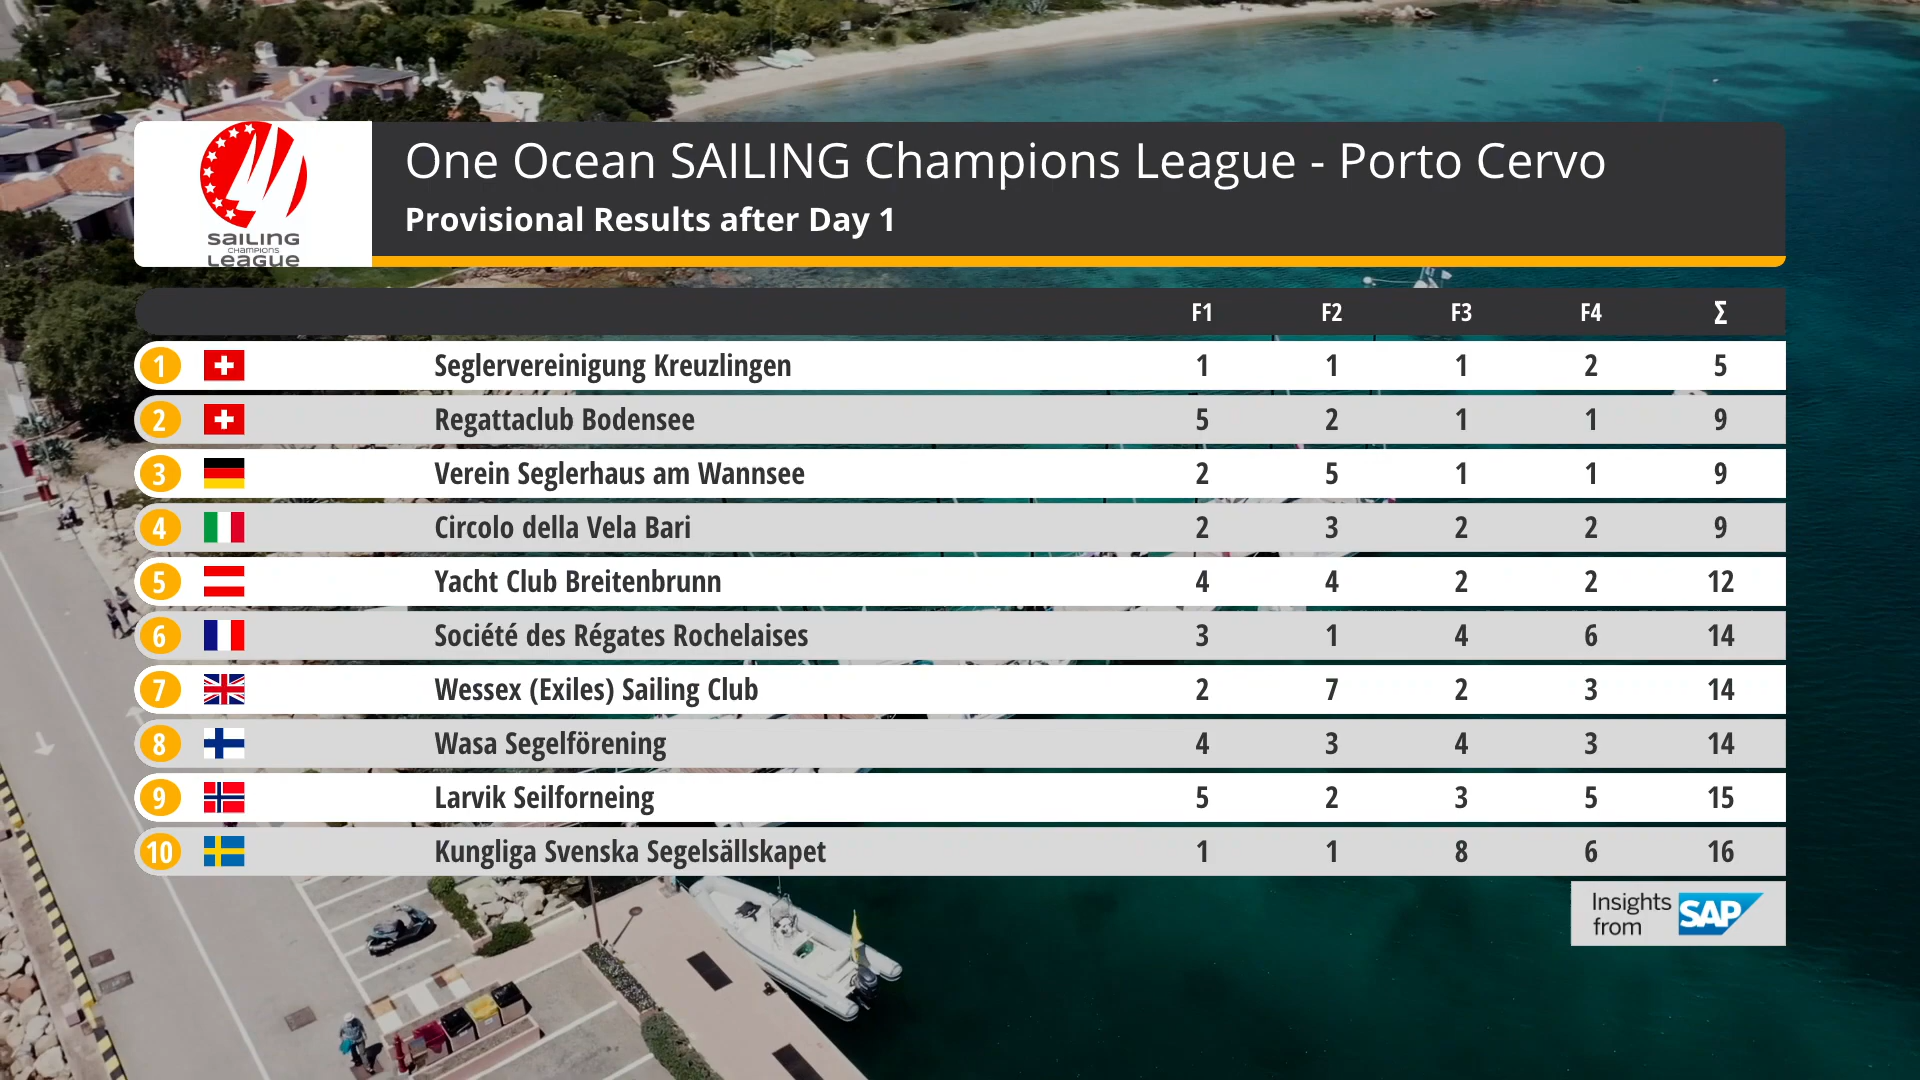 SAILING
CHAMPIONS
LEAGUE
One Ocean SAILING Champions League - Porto Cervo
Provisional Results after Day 1
F1 F2 F3 F4 Σ
1 Seglervereinigung Kreuzlingen 1 1 1 2 5
2 Regattaclub Bodensee 5 2 1 1 9
3 Verein Seglerhaus am Wannsee 2 5 1 1 9
4 Circolo della Vela Bari 2 3 2 2 9
5 Yacht Club Breitenbrunn 4 4 2 2 12
6 Société des Régates Rochelaises 3 1 4 6 14
7 Wessex (Exiles) Sailing Club 2 7 2 3 14
8 Wasa Segelförening 4 3 4 3 14
9 Larvik Seilforneing 5 2 3 5 15
10 Kungliga Svenska Segelsällskapet 1 1 8 6 16
Insights
from SAP